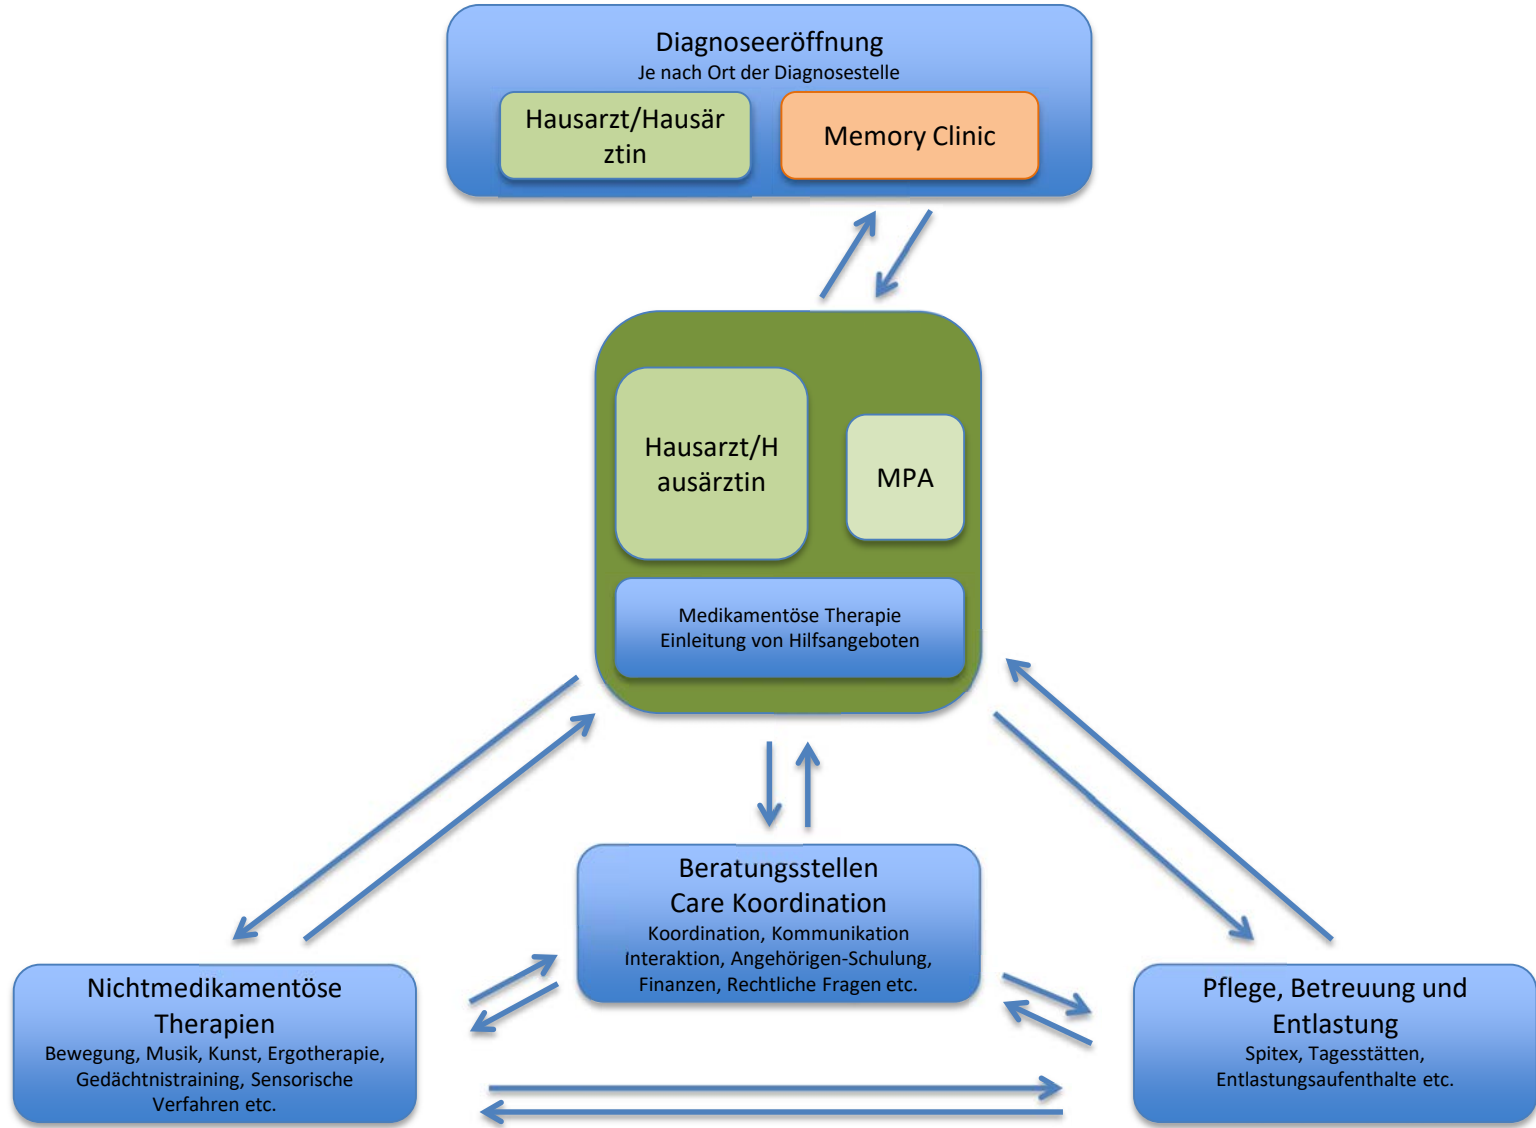 Diagnoseeröffnung
Je nach Ort der Diagnosestelle
Hausarzt/Hausär
ztin
Memory Clinic
Hausarzt/H
ausärztin
MPA
Medikamentöse Therapie
Einleitung von Hilfsangeboten
Beratungsstellen
Care Koordination
Koordination, Kommunikation
Interaktion, Angehörigen-Schulung,
Finanzen, Rechtliche Fragen etc.
Nichtmedikamentöse
Therapien
Bewegung, Musik, Kunst, Ergotherapie,
Gedächtnistraining, Sensorische
Verfahren etc.
Pflege, Betreuung und
Entlastung
Spitex, Tagesstätten,
Entlastungsaufenthalte etc.